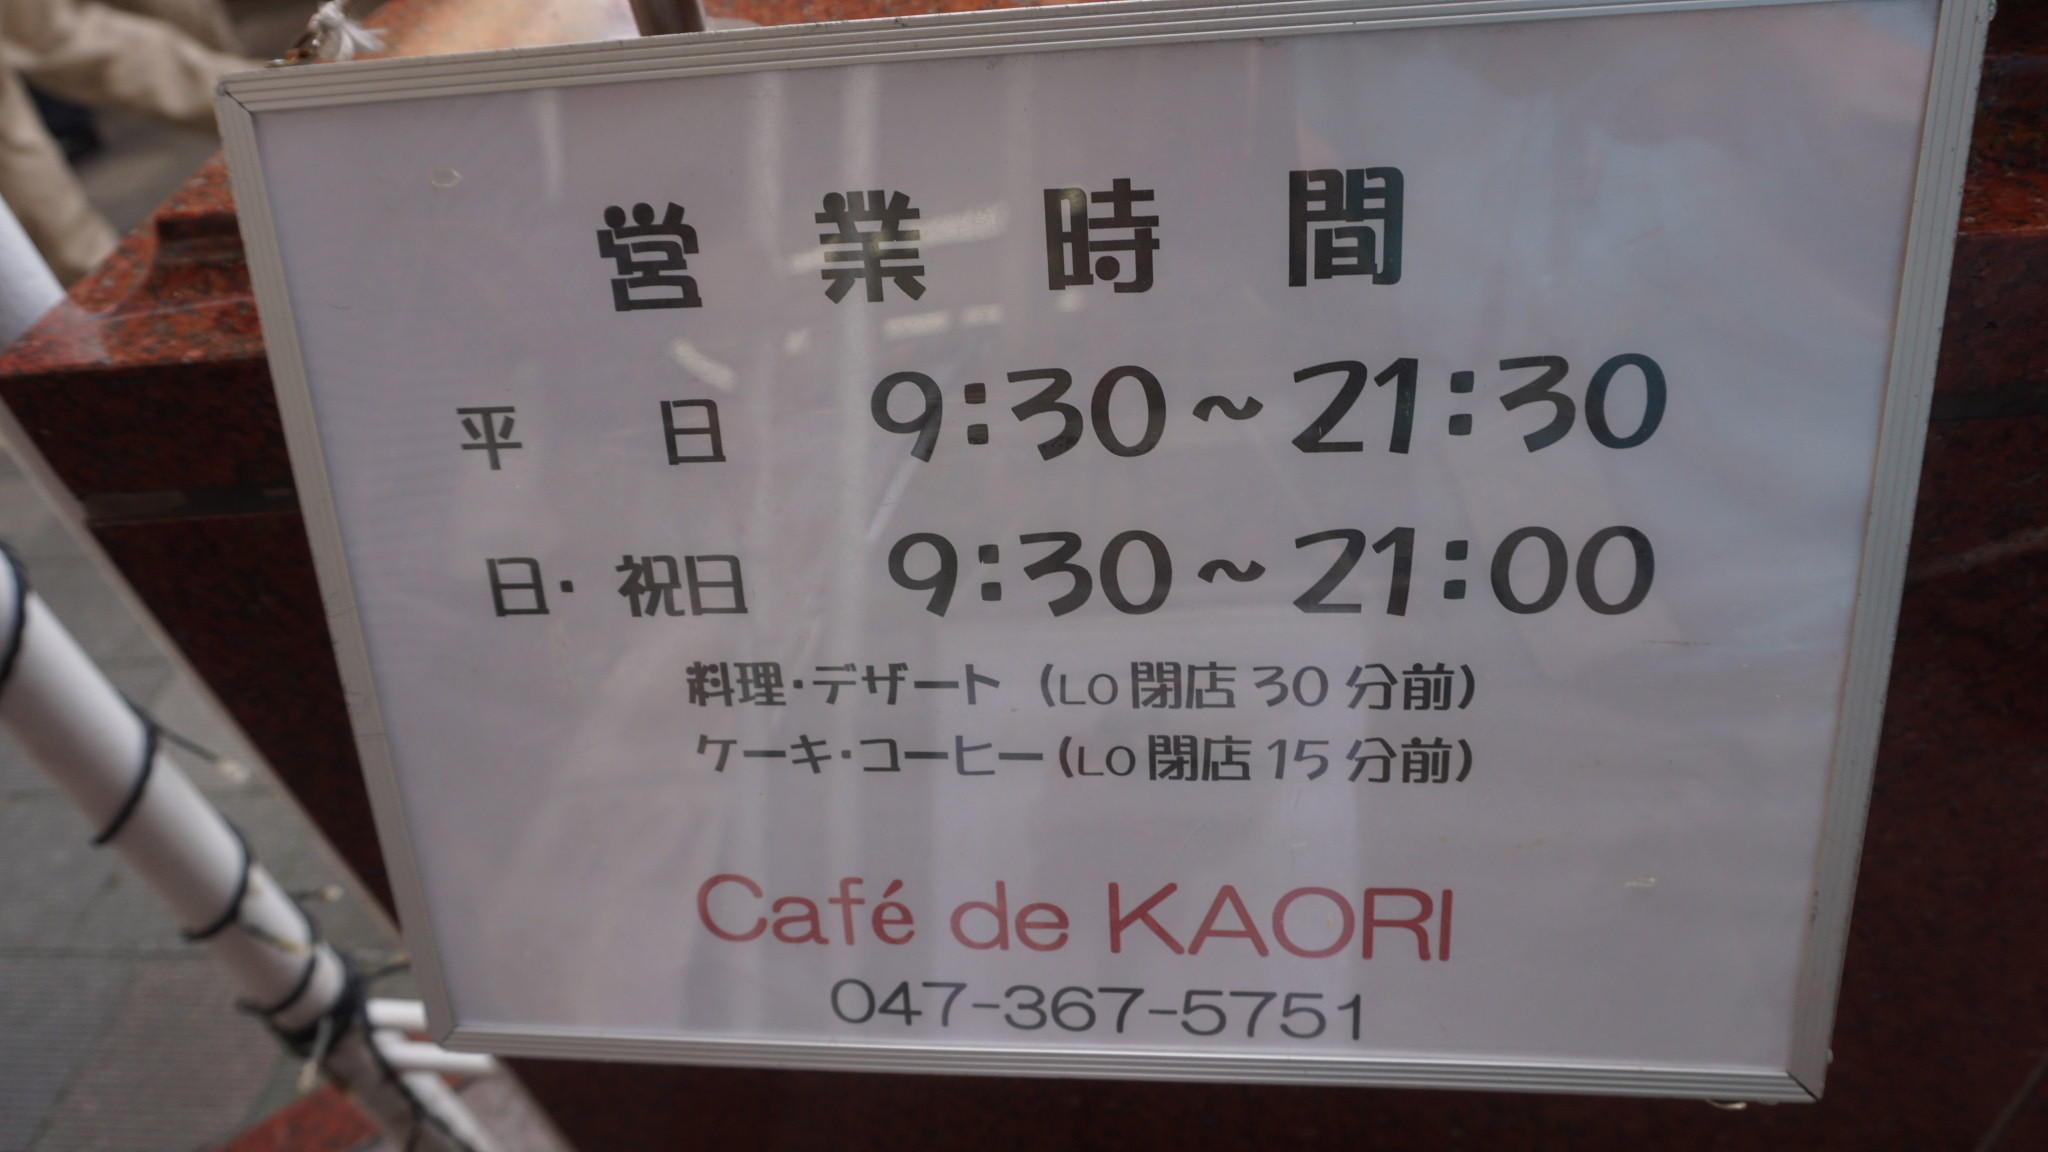 営業時間
平日 9:30~21:30
日・祝日 9:30~21:00
料理・デザート (LO閉店30分前)
ケーキ・コーヒー(LO閉店15分前)
Café de KAORI
047-367-5751